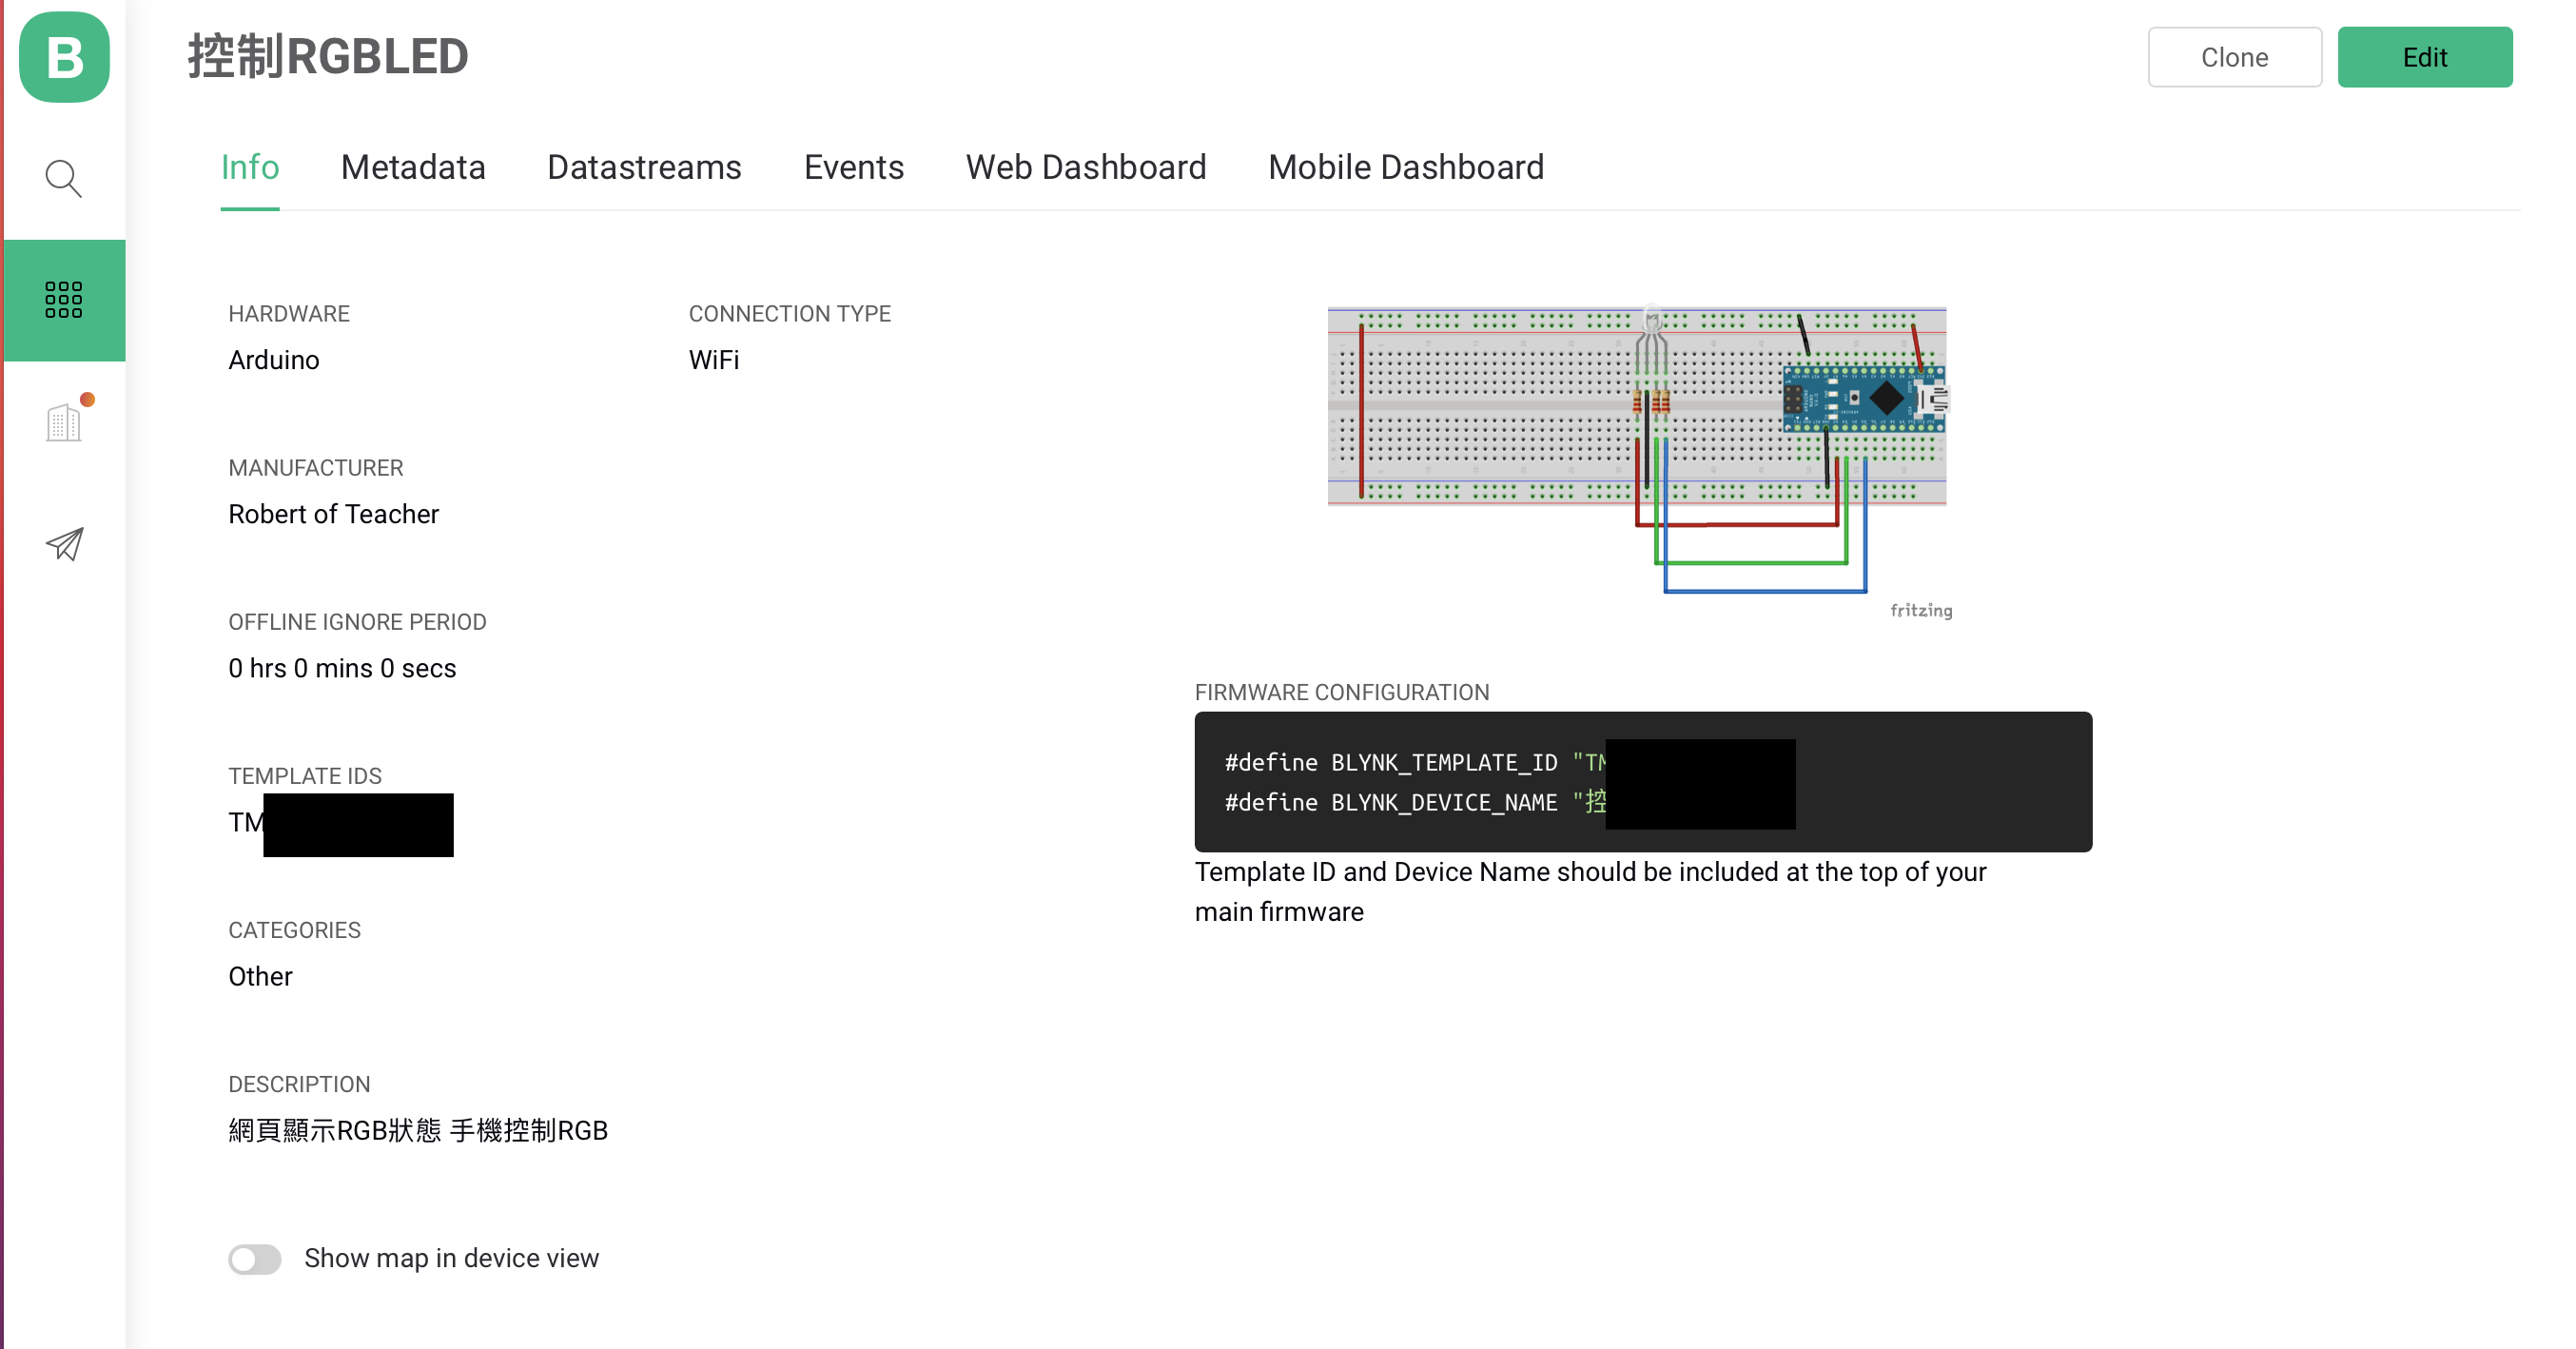 B
控制RGBLED
Clone
Edit
Info Metadata Datastreams Events Web Dashboard Mobile Dashboard
HARDWARE
Arduino
CONNECTION TYPE
WiFi
MANUFACTURER
Robert of Teacher
OFFLINE IGNORE PERIOD
0 hrs 0 mins 0 secs
TEMPLATE IDS
TM
CATEGORIES
Other
DESCRIPTION
網頁顯示RGB狀態 手機控制RGB
Show map in device view
fritzing
FIRMWARE CONFIGURATION
#define BLYNK_TEMPLATE_ID "TM
#define BLYNK_DEVICE_NAME "控
Template ID and Device Name should be included at the top of your
main firmware